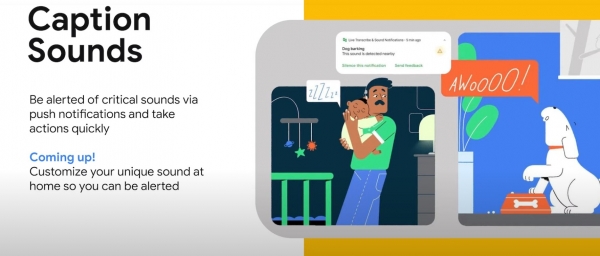 Caption
Sounds
Be alerted of critical sounds via
push notifications and take
actions quickly
Coming up!
Customize your unique sound at
home so you can be alerted
Live Transcribe & Sound Notifications • 5 min ago
Dog barking
This sound is detected nearby
Silence this notification Send feedback
ZZZZZ
AWOOOO!